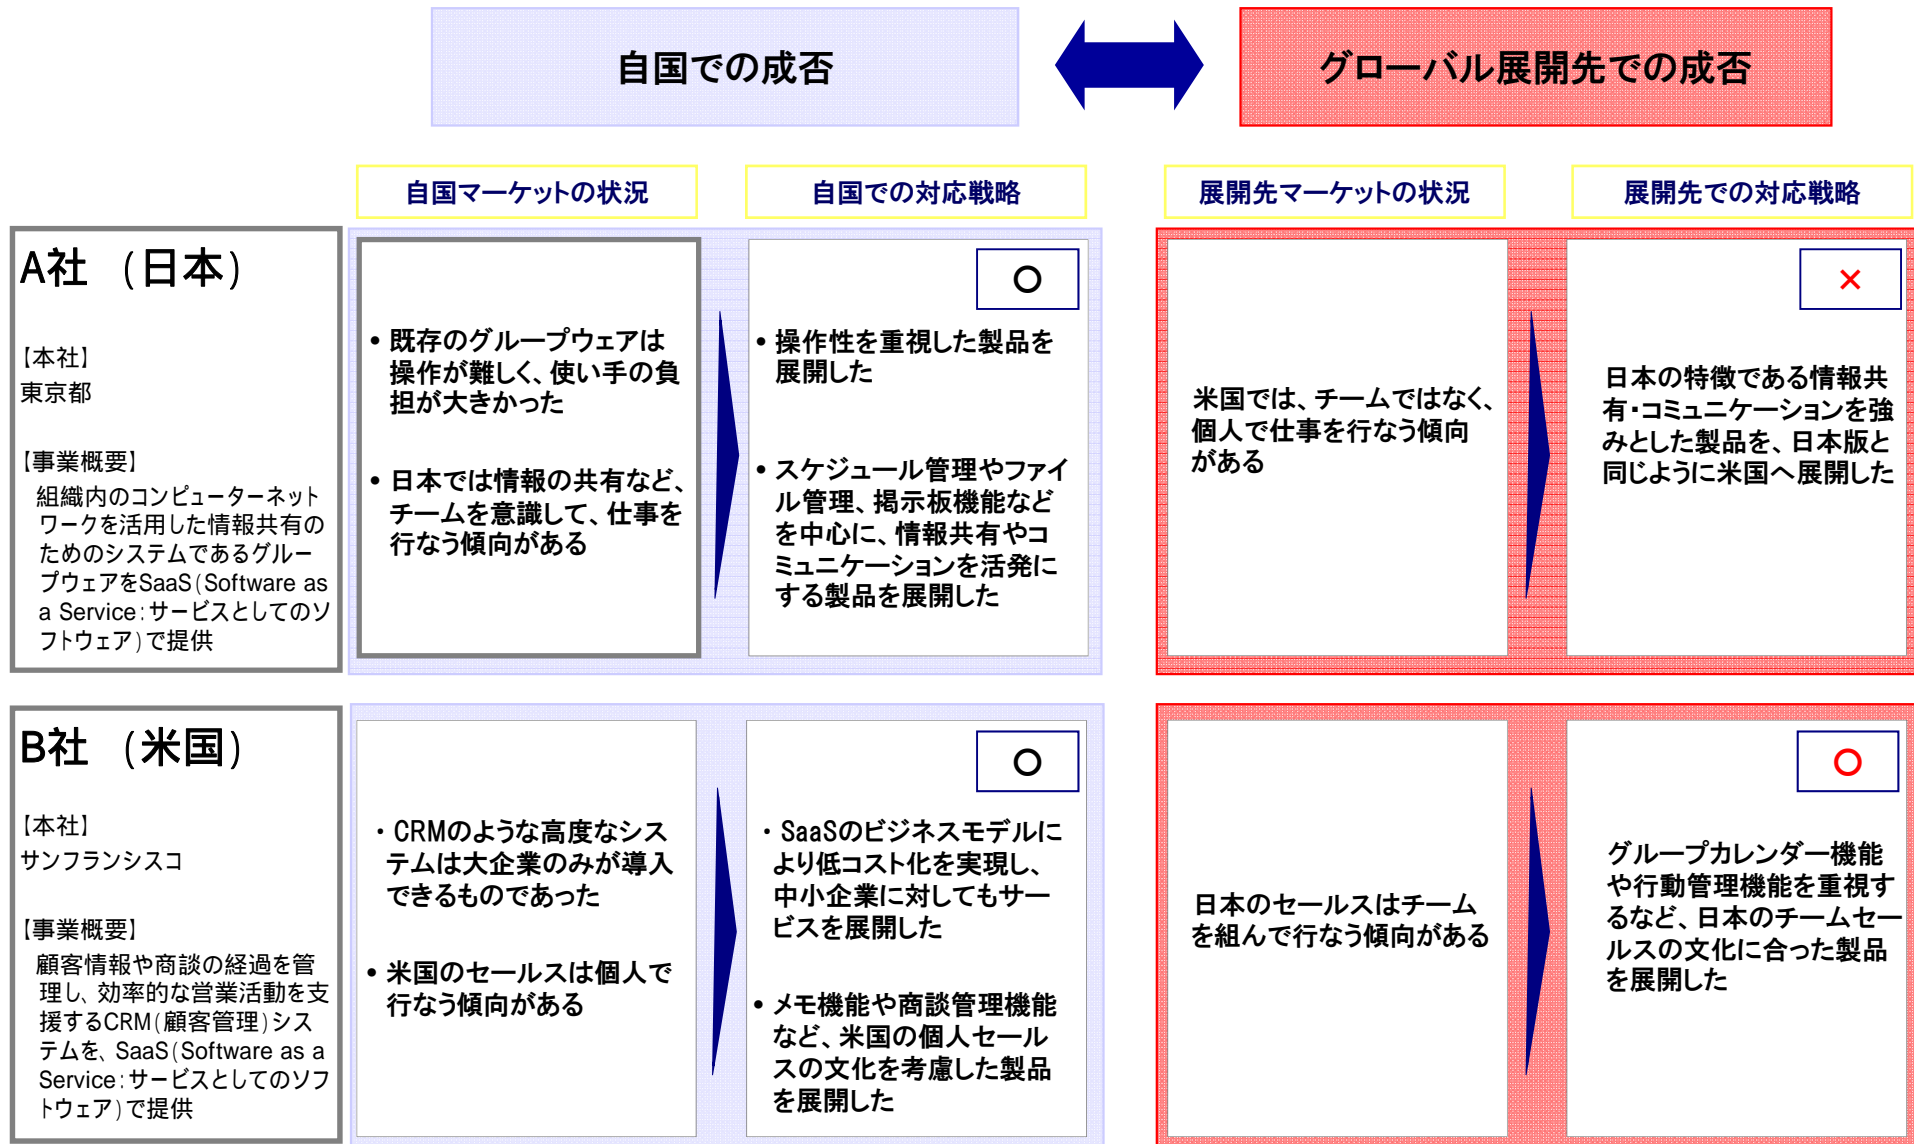 自国での成否
グローバル展開先での成否
自国マーケットの状況
自国での対応戦略
展開先マーケットの状況
展開先での対応戦略
A社 （日本）
【本社】
東京都
【事業概要】
組織内のコンピューターネット
ワークを活用した情報共有の
ためのシステムであるグルー
プウェアをSaaS（Software as
a Service：サービスとしてのソ
フトウェア）で提供
• 既存のグループウェアは
操作が難しく、使い手の負
担が大きかった
• 日本では情報の共有など、
チームを意識して、仕事を
行なう傾向がある
○
• 操作性を重視した製品を
展開した
• スケジュール管理やファイ
ル管理、掲示板機能など
を中心に、情報共有やコ
ミュニケーションを活発に
する製品を展開した
米国では、チームではなく、
個人で仕事を行なう傾向
がある
×
日本の特徴である情報共
有・コミュニケーションを強
みとした製品を、日本版と
同じように米国へ展開した
B社 （米国）
【本社】
サンフランシスコ
【事業概要】
顧客情報や商談の経過を管
理し、効率的な営業活動を支
援するCRM（顧客管理）シス
テムを、SaaS（Software as a
Service：サービスとしてのソフ
トウェア）で提供
・CRMのような高度なシス
テムは大企業のみが導入
できるものであった
• 米国のセールスは個人で
行なう傾向がある
○
・SaaSのビジネスモデルに
より低コスト化を実現し、
中小企業に対してもサー
ビスを展開した
• メモ機能や商談管理機能
など、米国の個人セール
スの文化を考慮した製品
を展開した
日本のセールスはチーム
を組んで行なう傾向がある
○
グループカレンダー機能
や行動管理機能を重視す
るなど、日本のチームセー
ルスの文化に合った製品
を展開した